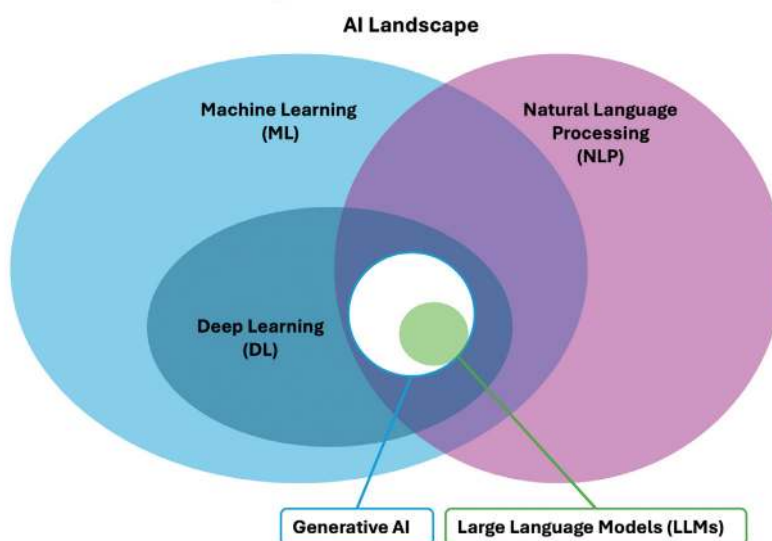 AI Landscape
Machine Learning
(ML)
Natural Language
Processing
(NLP)
Deep Learning
(DL)
Generative AI
Large Language Models (LLMs)